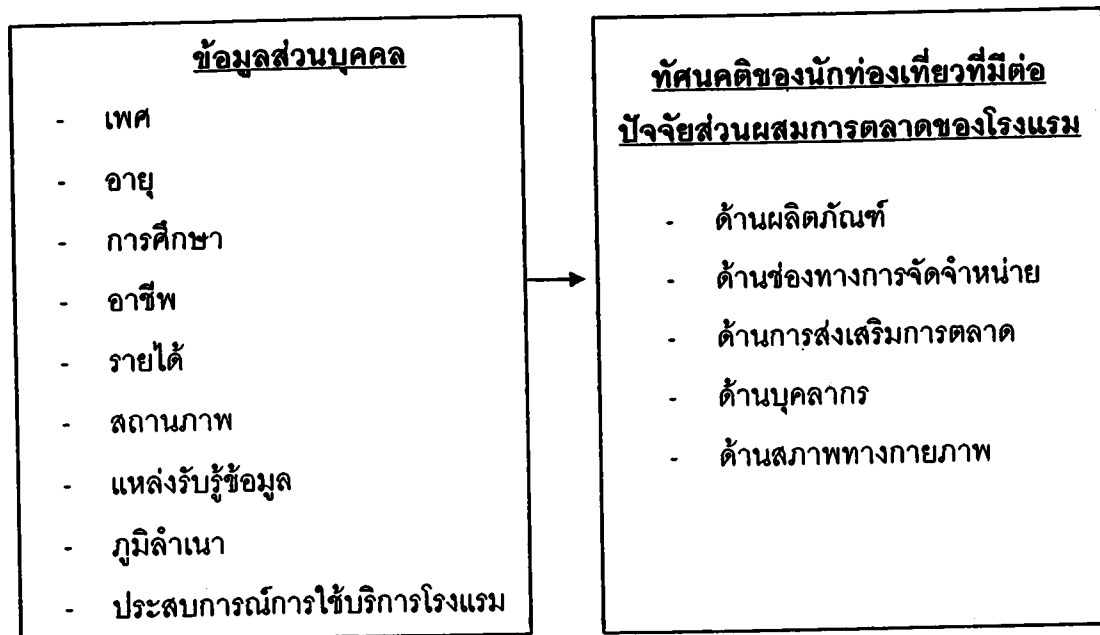 ข้อมูลส่วนบุคคล
- เพศ
- อายุ
- การศึกษา
- อาชีพ
- รายได้
- สถานภาพ
- แหล่งรับรู้ข้อมูล
- ภูมิลำเนา
- ประสบการณ์การใช้บริการโรงแรม
ทัศนคติของนักท่องเที่ยวที่มีต่อ
ปัจจัยส่วนผสมการตลาดของโรงแรม
- ด้านผลิตภัณฑ์
- ด้านช่องทางการจัดจำหน่าย
- ด้านการส่งเสริมการตลาด
- ด้านบุคลากร
- ด้านสภาพทางกายภาพ